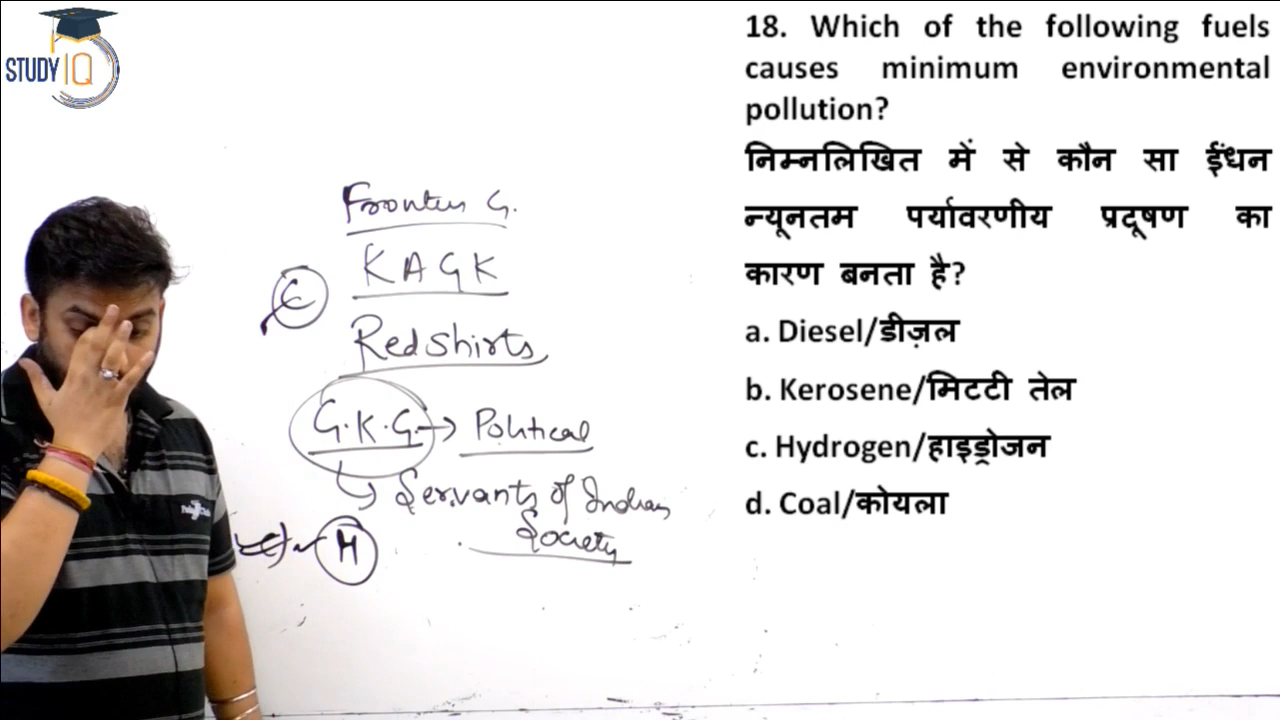 STUDY IQ
Frontier G.
KAGK
C
Redshirts
G.K.G. → Political
Servants of Indian
Society
M
18. Which of the following fuels
causes minimum environmental
pollution?
निम्नलिखित में से कौन सा ईंधन
न्यूनतम पर्यावरणीय प्रदूषण का
कारण बनता है?
a. Diesel/डीज़ल
b. Kerosene/मिटटी तेल
c. Hydrogen/हाइड्रोजन
d. Coal/कोयला